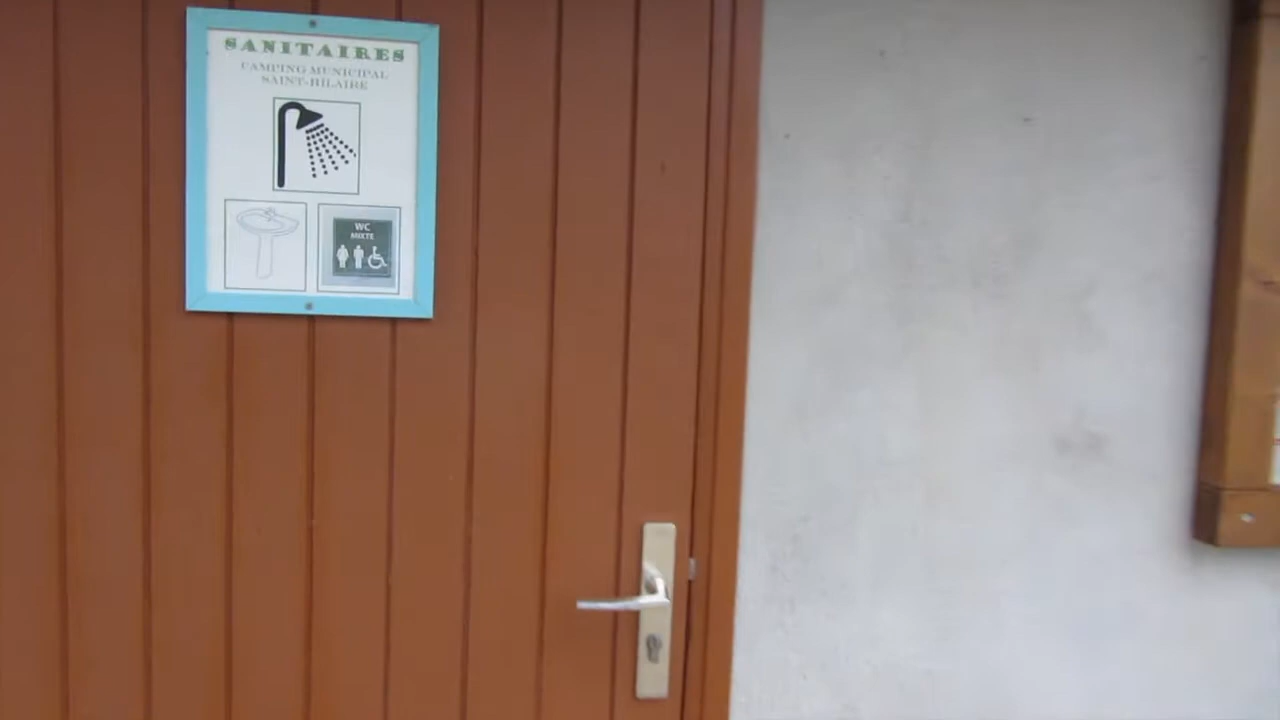 SANITAIRES
CAMPING MUNICIPAL
SAINT-HILAIRE
WC
MIXTE